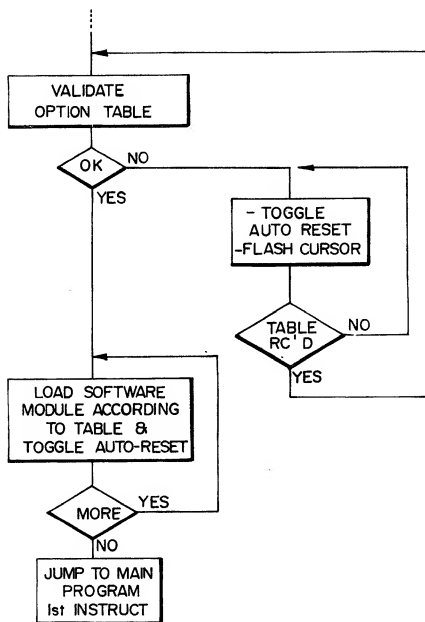 VALIDATE
OPTION TABLE
OK
NO
YES
- TOGGLE
AUTO RESET
-FLASH CURSOR
TABLE
RC'D
NO
YES
LOAD SOFTWARE
MODULE ACCORDING
TO TABLE &
TOGGLE AUTO-RESET
MORE
YES
NO
JUMP TO MAIN
PROGRAM
1st INSTRUCT